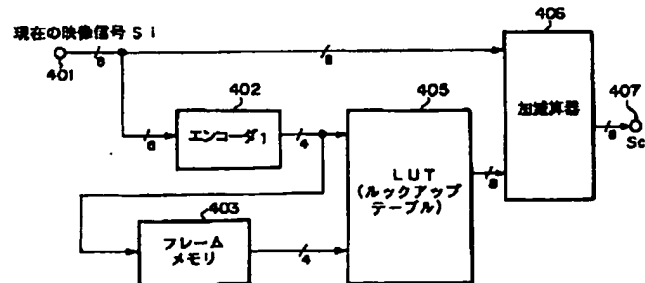 現在の映像信号 Si
401
8
8
406
加減算器
407
8
Sc
402
エンコーダ1
8
4
405
LUT
(ルックアップ
テーブル)
8
403
フレーム
メモリ
4